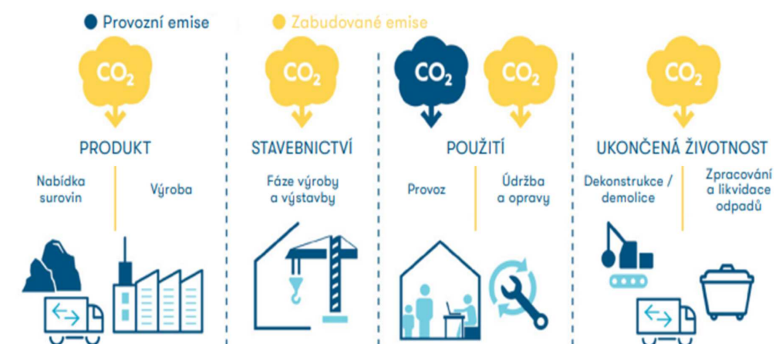 Provozní emise
Zabudované emise
CO2
CO2
CO2
CO2
CO2
PRODUKT
STAVEBNICTVÍ
POUŽITÍ
UKONČENÁ ŽIVOTNOST
Nabídka
surovin
Výroba
Fáze výroby
a výstavby
Provoz
Údržba
a opravy
Dekonstrukce /
demolice
Zpracování
a likvidace
odpadů